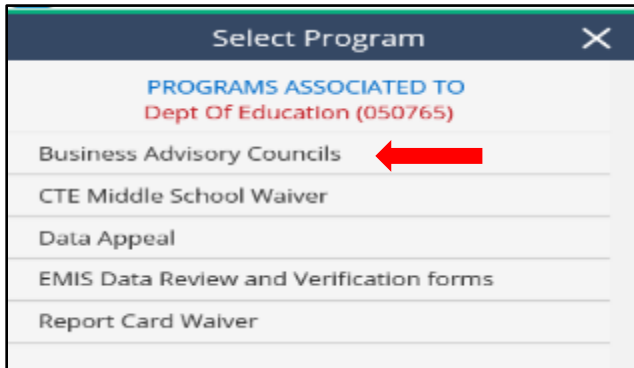 Select Program
PROGRAMS ASSOCIATED TO
Dept Of Education (050765)
Business Advisory Councils
CTE Middle School Waiver
Data Appeal
EMIS Data Review and Verification forms
Report Card Waiver